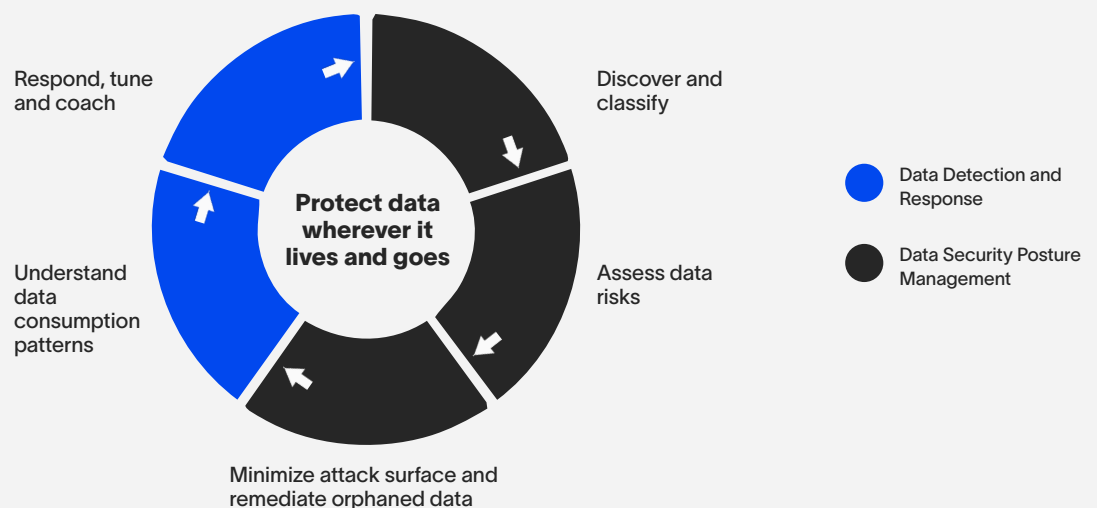 Respond, tune
and coach
Discover and
classify
Protect data
wherever it
lives and goes
Understand
data
consumption
patterns
Assess data
risks
Minimize attack surface and
remediate orphaned data
Data Detection and
Response
Data Security Posture
Management